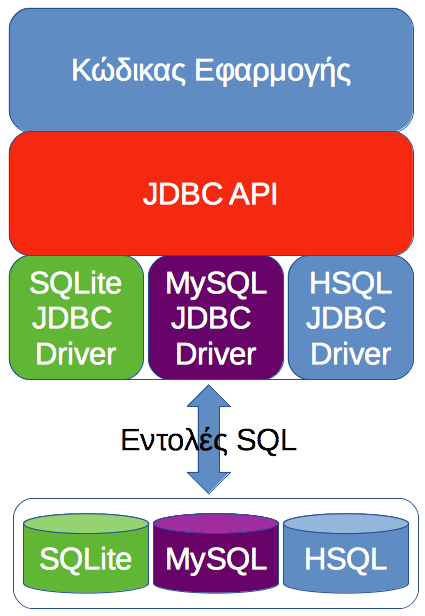 Κώδικας Εφαρμογής
JDBC API
SQLite
JDBC
Driver
MySQL
JDBC
Driver
HSQL
JDBC
Driver
Εντολές SQL
SQLite
MySQL
HSQL